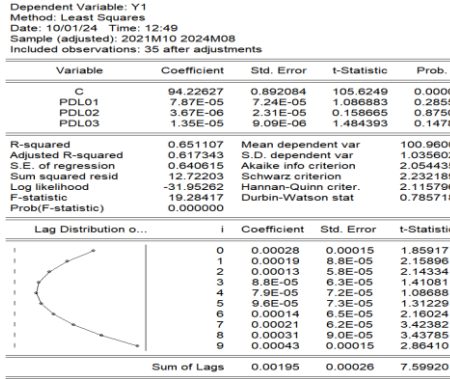 Dependent Variable: Y1
Method: Least Squares
Date: 10/01/24 Time: 12:49
Sample (adjusted): 2021M10 2024M08
Included observations: 35 after adjustments
Variable Coefficient Std. Error t-Statistic Prob.
C 94.22627 0.892084 105.6249 0.000
PDL01 7.87E-05 7.24E-05 1.086883 0.285
PDL02 3.67E-06 2.31E-05 0.158665 0.875
PDL03 1.35E-05 9.09E-06 1.484393 0.147
R-squared 0.651107 Mean dependent var 100.960
Adjusted R-squared 0.617343 S.D. dependent var 1.03560
S.E. of regression 0.640615 Akaike info criterion 2.05443
Sum squared resid 12.72203 Schwarz criterion 2.23218
Log likelihood -31.95262 Hannan-Quinn criter. 2.11579
F-statistic 19.28417 Durbin-Watson stat 0.78571
Prob(F-statistic) 0.000000
Lag Distribution o... i Coefficient Std. Error t-Statisti
0 0.00028 0.00015 1.85917
1 0.00019 8.8E-05 2.15896
2 0.00013 5.8E-05 2.14334
3 8.8E-05 6.3E-05 1.41081
4 7.9E-05 7.2E-05 1.08688
5 9.6E-05 7.3E-05 1.31229
6 0.00014 6.5E-05 2.16024
7 0.00021 6.2E-05 3.42382
8 0.00031 9.0E-05 3.43785
9 0.00043 0.00015 2.86410
Sum of Lags 0.00195 0.00026 7.59920